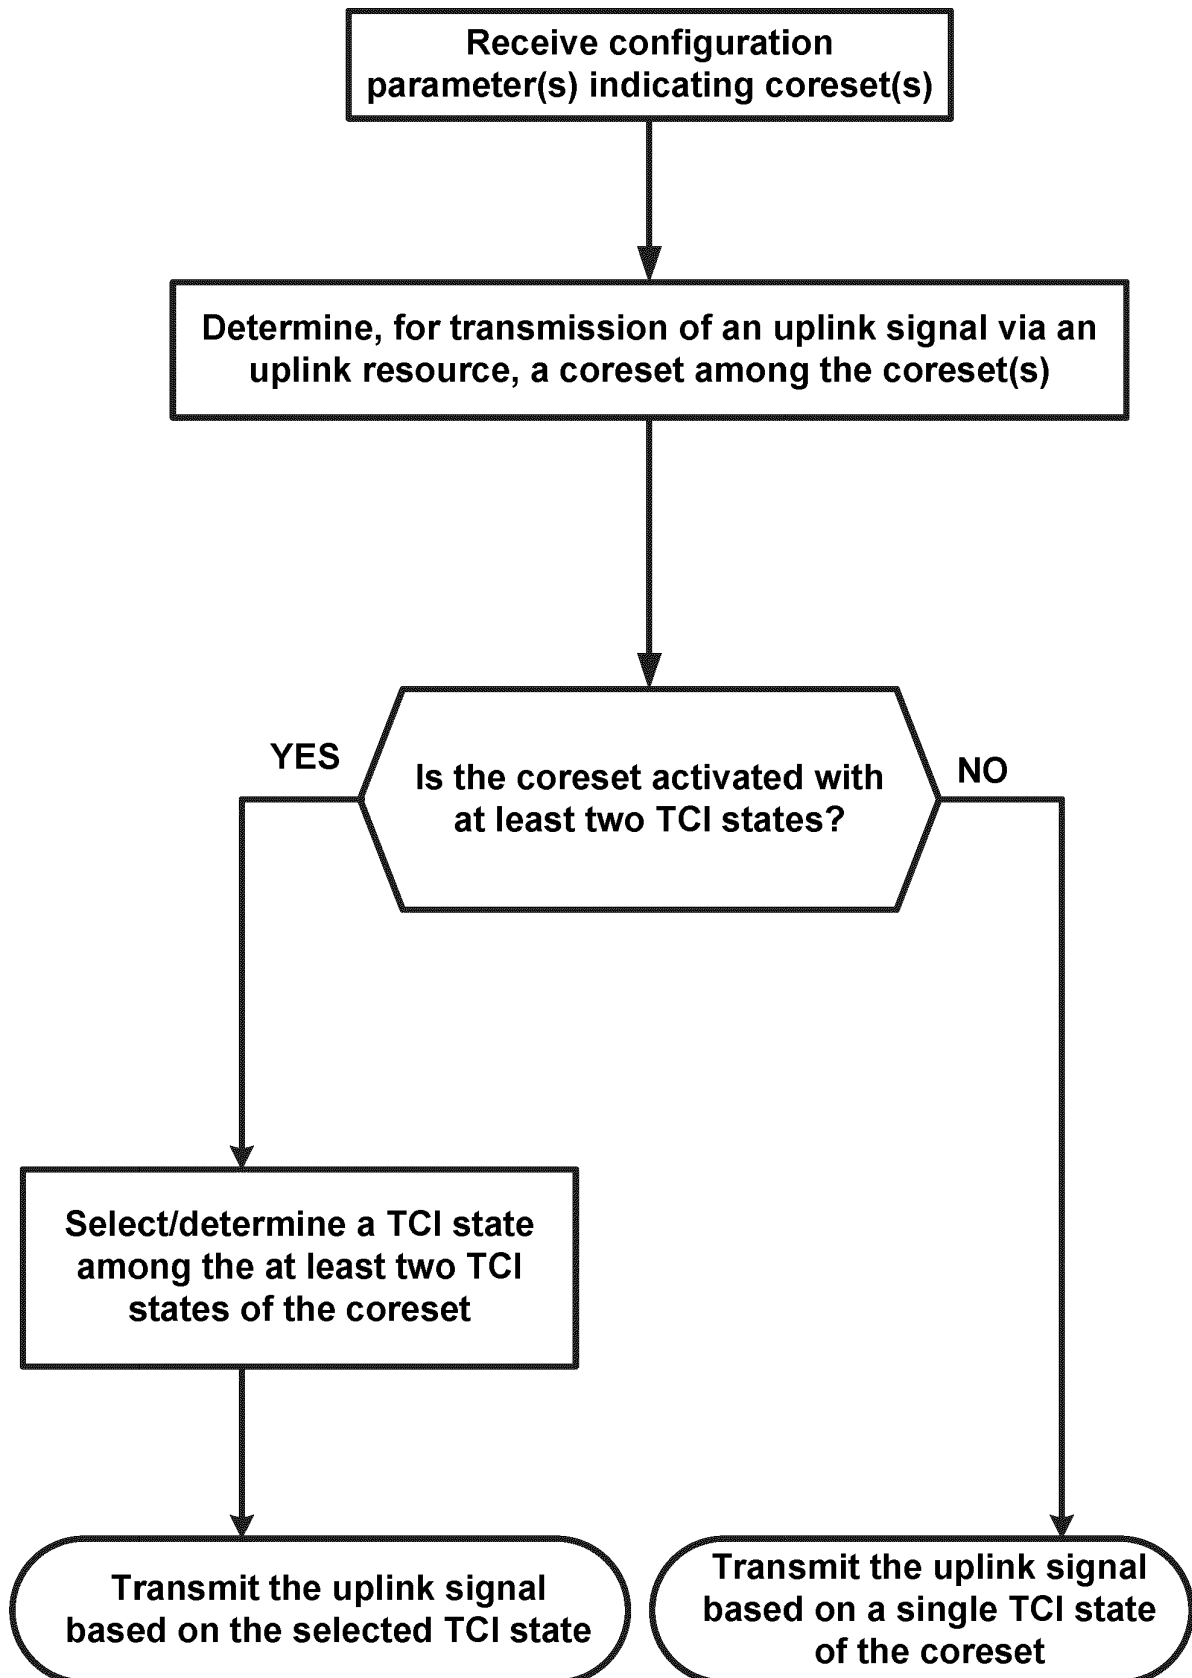 Receive configuration
parameter(s) indicating coreset(s)
Determine, for transmission of an uplink signal via an
uplink resource, a coreset among the coreset(s)
YES
Is the coreset activated with
at least two TCI states?
NO
Select/determine a TCI state
among the at least two TCI
states of the coreset
Transmit the uplink signal
based on the selected TCI state
Transmit the uplink signal
based on a single TCI state
of the coreset